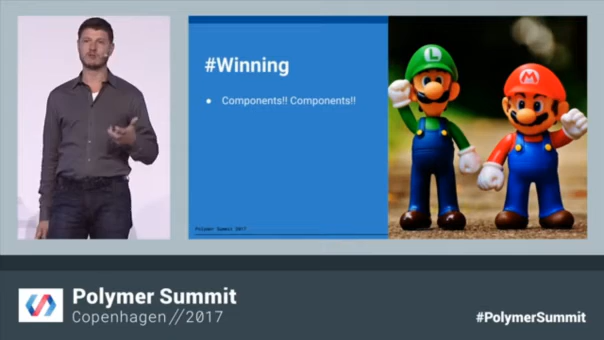 #Winning
Components!! Components!!
Polymer Summit 2017
L
M
Polymer Summit
Copenhagen // 2017
#PolymerSummit